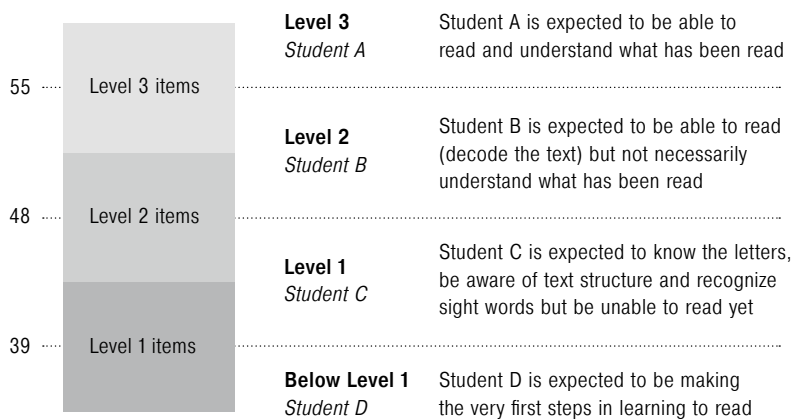 Level 3
Student A
Student A is expected to be able to
read and understand what has been read
55
Level 3 items
Level 2
Student B
Student B is expected to be able to read
(decode the text) but not necessarily
understand what has been read
48
Level 2 items
Level 1
Student C
Student C is expected to know the letters,
be aware of text structure and recognize
sight words but be unable to read yet
39
Level 1 items
Below Level 1
Student D
Student D is expected to be making
the very first steps in learning to read